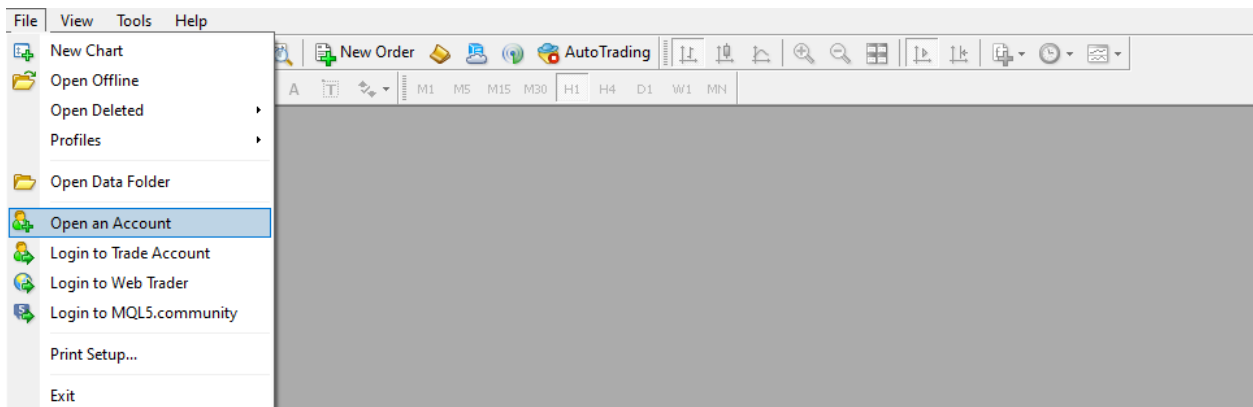 File View Tools Help
New Chart
New Order AutoTrading
Open Offline
A T M1 M5 M15 M30 H1 H4 D1 W1 MN
Open Deleted
Profiles
Open Data Folder
Open an Account
Login to Trade Account
Login to Web Trader
Login to MQL5.community
Print Setup...
Exit